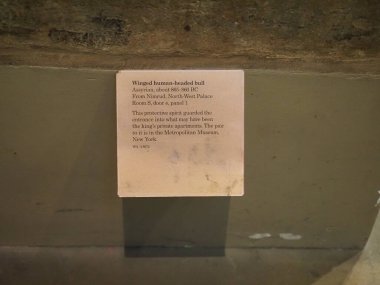 Winged human-headed bull
Assyrian, about 865-860 BC
From Nimrud, North-West Palace
Room S, door e, panel 1
This protective spirit guarded the
entrance into what may have been
the king's private apartments. The pair
to it is in the Metropolitan Museum,
New York.